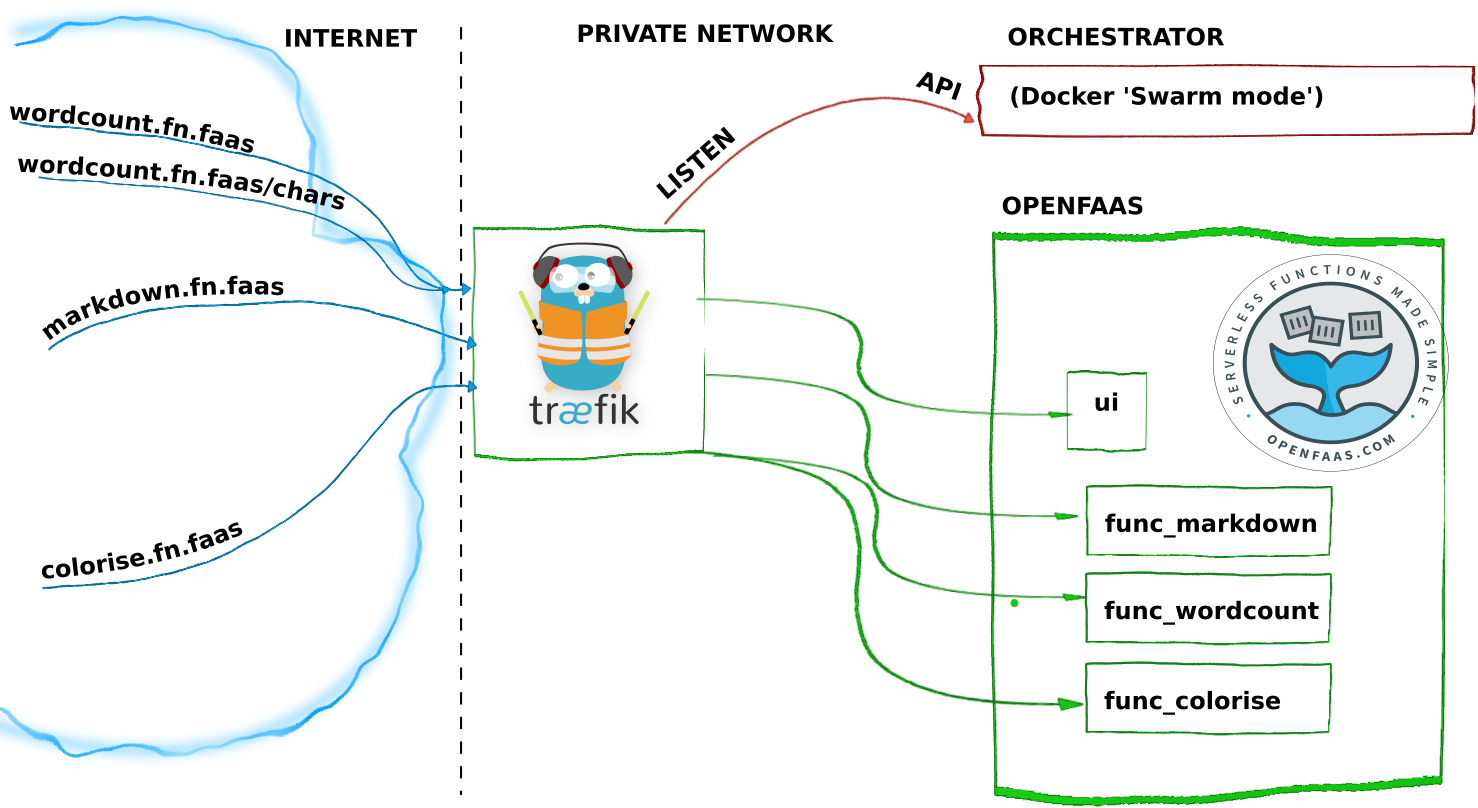 INTERNET
PRIVATE NETWORK
ORCHESTRATOR
(Docker 'Swarm mode')
API
LISTEN
wordcount.fn.faas
wordcount.fn.faas/chars
markdown.fn.faas
colorise.fn.faas
træfik
OPENFAAS
SERVERLESS FUNCTIONS MADE SIMPLE
OPENFAAS.COM
ui
func_markdown
func_wordcount
func_colorise